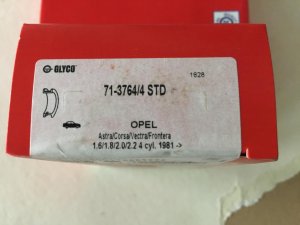 GLYCO
1828
71-3764/4 STD
OPEL
Astra/Corsa/Vectra/Frontera
1.6/1.8/2.0/2.2 4 cyl. 1981 ->